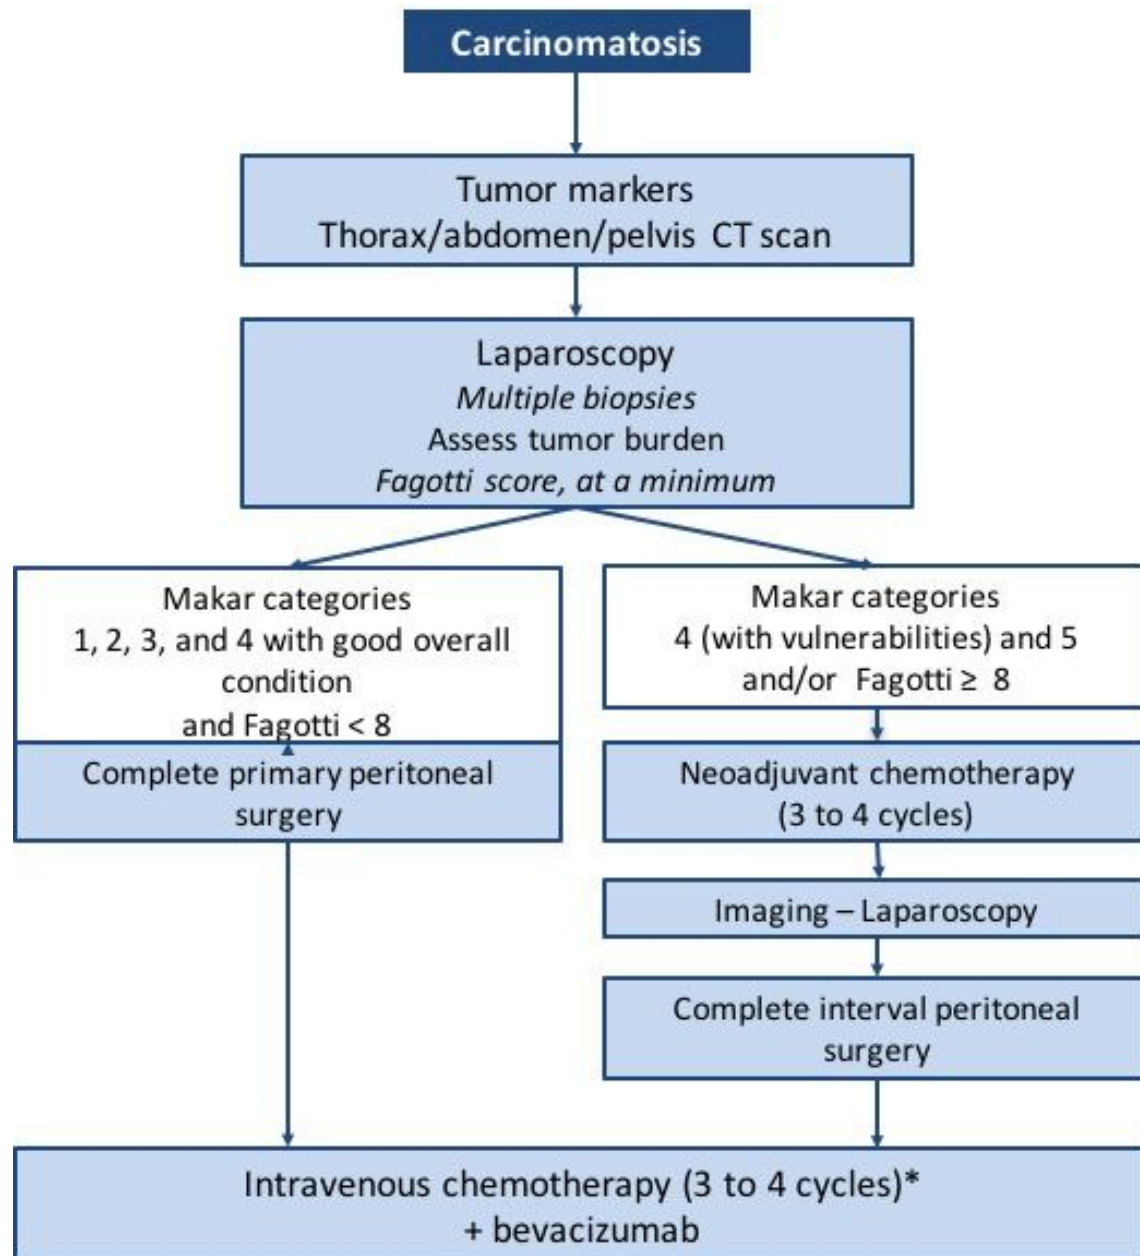 Carcinomatosis
Tumor markers
Thorax/abdomen/pelvis CT scan
Laparoscopy
Multiple biopsies
Assess tumor burden
Fagotti score, at a minimum
Makar categories
1, 2, 3, and 4 with good overall
condition
and Fagotti < 8
Complete primary peritoneal
surgery
Makar categories
4 (with vulnerabilities) and 5
and/or Fagotti ≥ 8
Neoadjuvant chemotherapy
(3 to 4 cycles)
Imaging – Laparoscopy
Complete interval peritoneal
surgery
Intravenous chemotherapy (3 to 4 cycles)*
+ bevacizumab